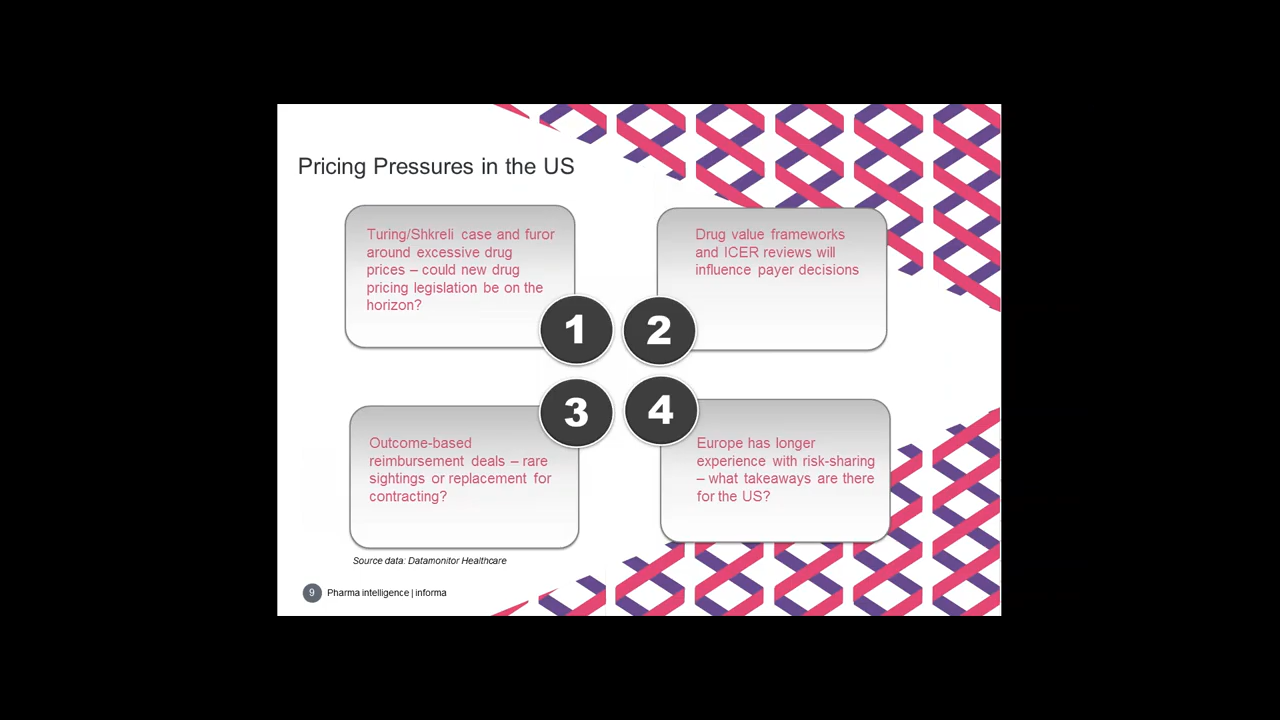 Pricing Pressures in the US
Turing/Shkreli case and furor
around excessive drug
prices – could new drug
pricing legislation be on the
horizon?
1
Drug value frameworks
and ICER reviews will
influence payer decisions
2
Outcome-based
reimbursement deals – rare
sightings or replacement for
contracting?
3
Europe has longer
experience with risk-sharing
– what takeaways are there
for the US?
4
Source data: Datamonitor Healthcare
9 Pharma intelligence | informa